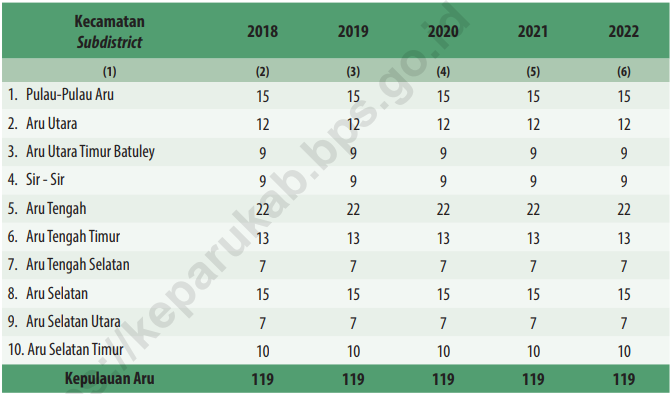 Kecamatan 2018 2019 2020 2021 2022
Subdistrict
(1) (2) (3) (4) (5) (6)
1. Pulau-Pulau Aru 15 15 15 15 15
2. Aru Utara 12 12 12 12 12
3. Aru Utara Timur Batuley 9 9 9 9 9
4. Sir - Sir 9 9 9 9 9
5. Aru Tengah 22 22 22 22 22
6. Aru Tengah Timur 13 13 13 13 13
7. Aru Tengah Selatan 7 7 7 7 7
8. Aru Selatan 15 15 15 15 15
9. Aru Selatan Utara 7 7 7 7 7
10. Aru Selatan Timur 10 10 10 10 10
Kepulauan Aru 119 119 119 119 119
s://keparukab.bps.go.id